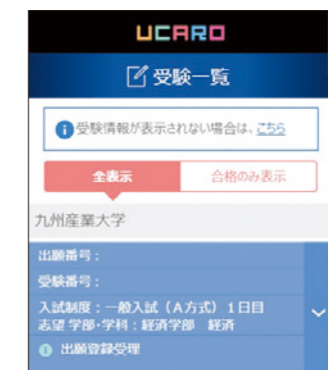 UCARO
受験一覧
受験情報が表示されない場合は、こちら
全表示
合格のみ表示
九州産業大学
出願番号：
受験番号：
入試制度：一般入試（A方式）1日目
志望 学部・学科：経済学部 経済
出願登録受理